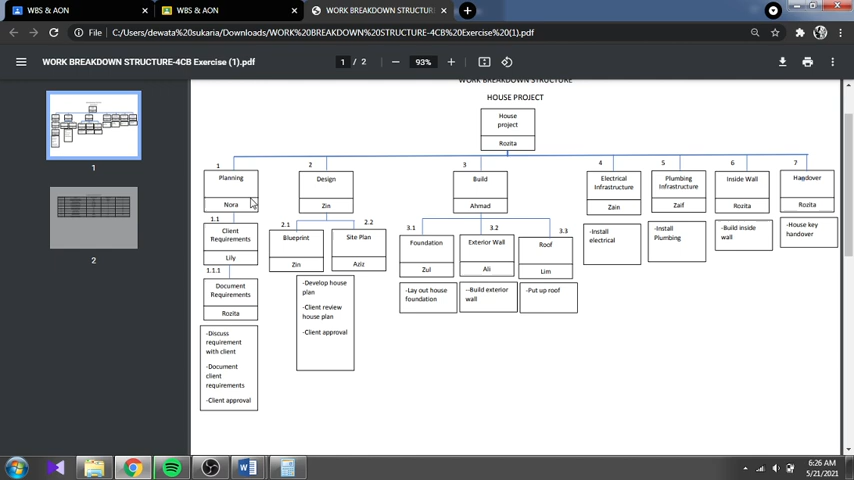 WBS & AON
WBS & AON
WORK BREAKDOWN STRUCTUR
File C:/Users/dewata%20sukaria/Downloads/WORK%20BREAKDOWN%20STRUCTURE-4CB%20Exercise%20(1).pdf
WORK BREAKDOWN STRUCTURE-4CB Exercise (1).pdf
1 / 2
93%
WORK BREAKDOWN STRUCTURE
HOUSE PROJECT
House
project
Rozita
1
Planning
Nora
2
Design
Zin
3
Build
Ahmad
4
Electrical
Infrastructure
Zain
5
Plumbing
Infrastructure
Zaif
6
Inside Wall
Rozita
7
Handover
Rozita
1.1
Client
Requirements
Lily
2.1
Blueprint
Zin
2.2
Site Plan
Aziz
3.1
Foundation
Zul
3.2
Exterior Wall
Ali
3.3
Roof
Lim
-Install
electrical
-Install
Plumbing
-Build inside
wall
-House key
handover
1.1.1
Document
Requirements
Rozita
-Develop house
plan
-Client review
house plan
-Client approval
-Lay out house
foundation
--Build exterior
wall
-Put up roof
-Discuss
requirement
with client
-Document
client
requirements
-Client approval
1
2
6:26 AM
5/21/2021